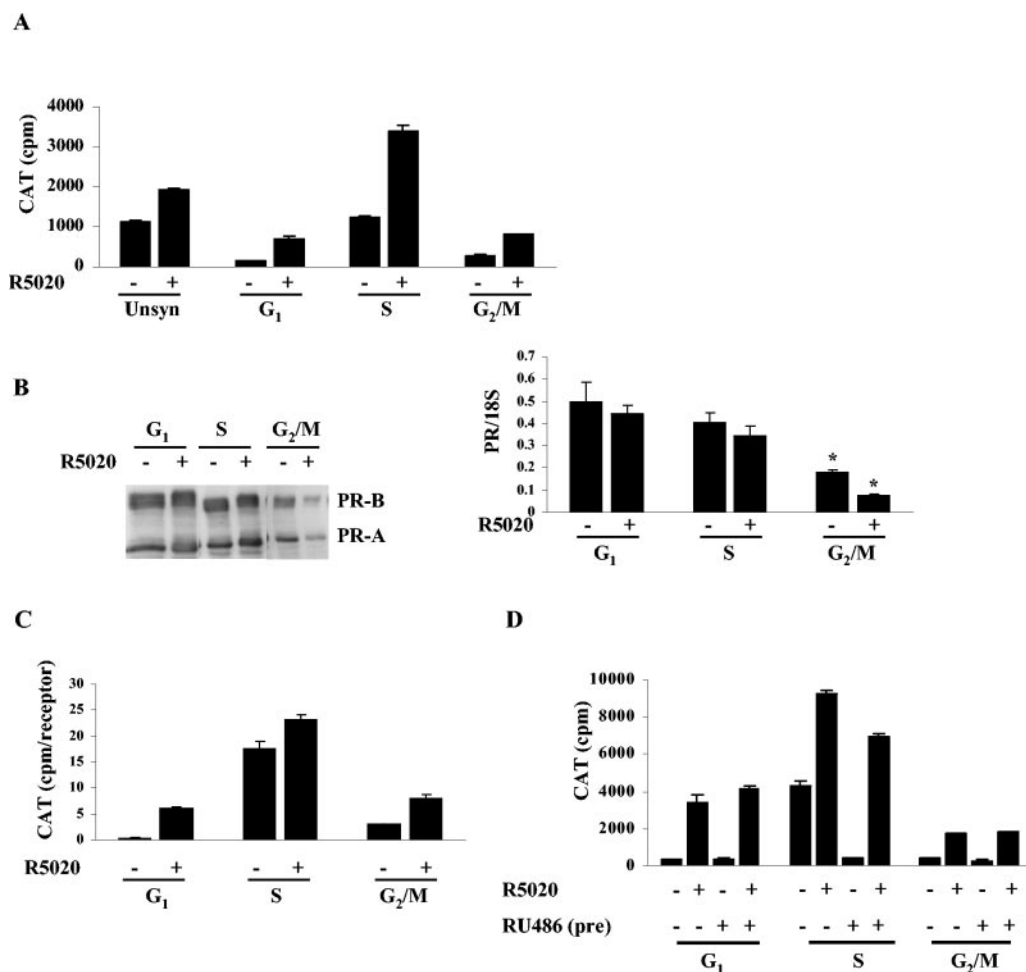 A
CAT (cpm)
4000
3000
2000
1000
0
R5020 - + - + - + - +
Unsyn G₁ S G₂/M
B
G₁ S G₂/M
R5020 - + - + - +
PR-B
PR-A
PR/18S
0.7
0.6
0.5
0.4
0.3
0.2
0.1
0
* *
R5020 - + - + - +
G₁ S G₂/M
C
CAT (cpm/receptor)
30
25
20
15
10
5
0
R5020 - + - + - +
G₁ S G₂/M
D
CAT (cpm)
10000
8000
6000
4000
2000
0
R5020 - + - + - + - + - + - +
RU486 (pre) - - + + - - + + - - + +
G₁ S G₂/M